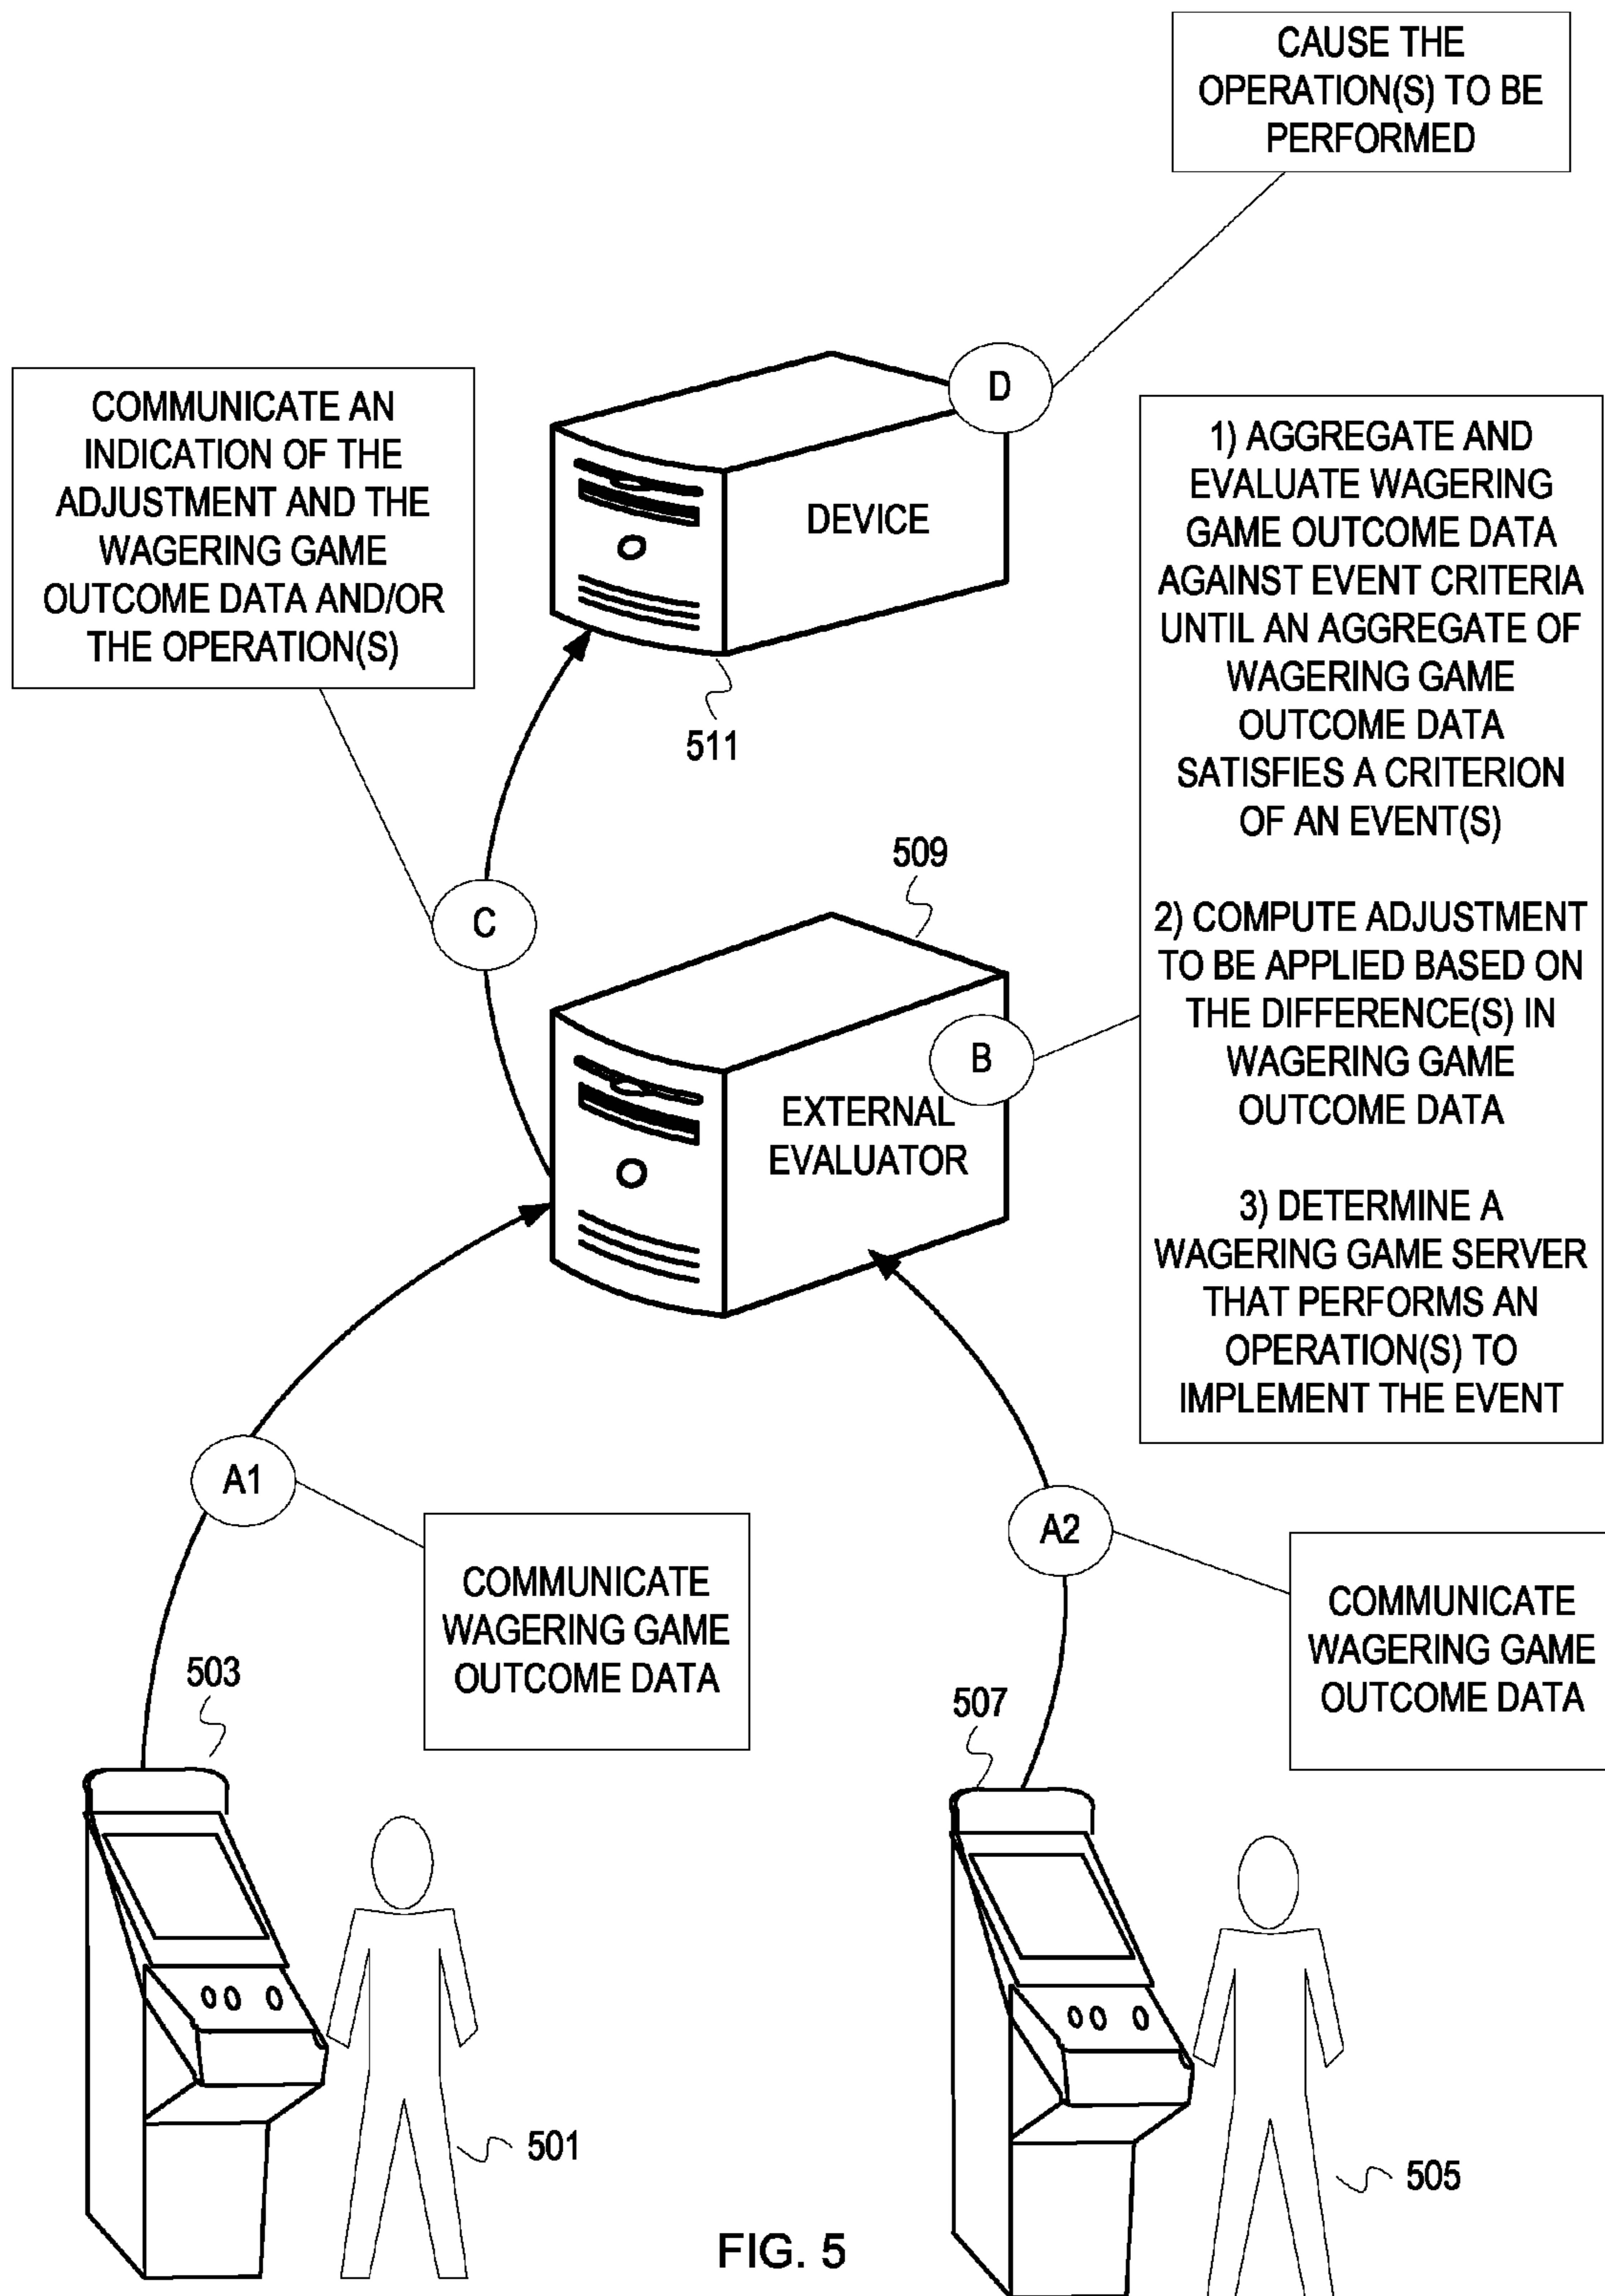 CAUSE THE
OPERATION(S) TO BE
PERFORMED
D
COMMUNICATE AN
INDICATION OF THE
ADJUSTMENT AND THE
WAGERING GAME
OUTCOME DATA AND/OR
THE OPERATION(S)
DEVICE
511
1) AGGREGATE AND
EVALUATE WAGERING
GAME OUTCOME DATA
AGAINST EVENT CRITERIA
UNTIL AN AGGREGATE OF
WAGERING GAME
OUTCOME DATA
SATISFIES A CRITERION
OF AN EVENT(S)
2) COMPUTE ADJUSTMENT
TO BE APPLIED BASED ON
THE DIFFERENCE(S) IN
WAGERING GAME
OUTCOME DATA
3) DETERMINE A
WAGERING GAME SERVER
THAT PERFORMS AN
OPERATION(S) TO
IMPLEMENT THE EVENT
509
C
B
EXTERNAL
EVALUATOR
A1
COMMUNICATE
WAGERING GAME
OUTCOME DATA
A2
COMMUNICATE
WAGERING GAME
OUTCOME DATA
503
507
501
505
FIG. 5